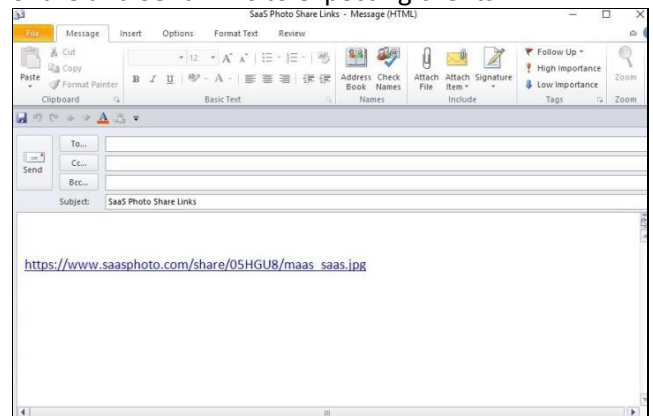 SaaS Photo Share Links - Message (HTML)
File Message Insert Options Format Text Review
Cut
Copy
Paste
Format Painter
12
Address Book
Check Names
Attach File
Attach Item
Signature
Follow Up
High Importance
Low Importance
Zoom
Clipboard Basic Text Names Include Tags Zoom
To...
Cc...
Send
Bcc...
Subject: SaaS Photo Share Links
https://www.saasphoto.com/share/05HGU8/maas_saas.jpg